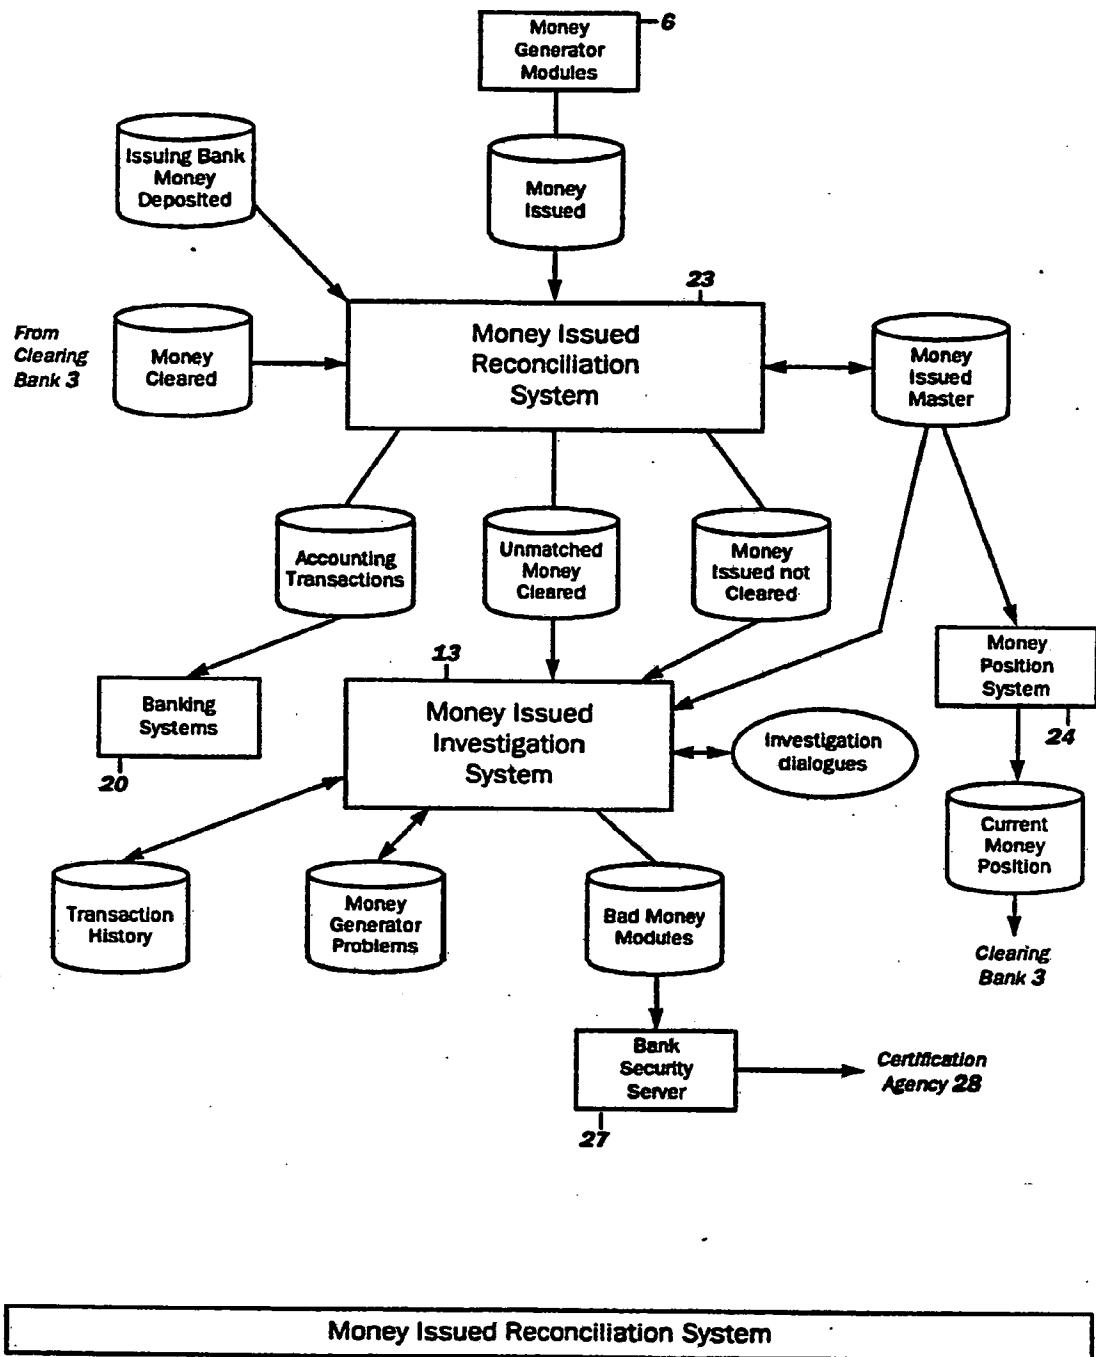 Money
Generator
Modules
6
Issuing Bank
Money
Deposited
Money
Issued
23
From
Clearing
Bank 3
Money
Cleared
Money Issued
Reconciliation
System
Money
Issued
Master
Accounting
Transactions
Unmatched
Money
Cleared
Money
Issued not
Cleared
13
Banking
Systems
20
Money Issued
Investigation
System
Investigation
dialogues
Money
Position
System
24
Transaction
History
Money
Generator
Problems
Bad Money
Modules
Current
Money
Position
Clearing
Bank 3
Bank
Security
Server
27
Certification
Agency 28
Money Issued Reconciliation System